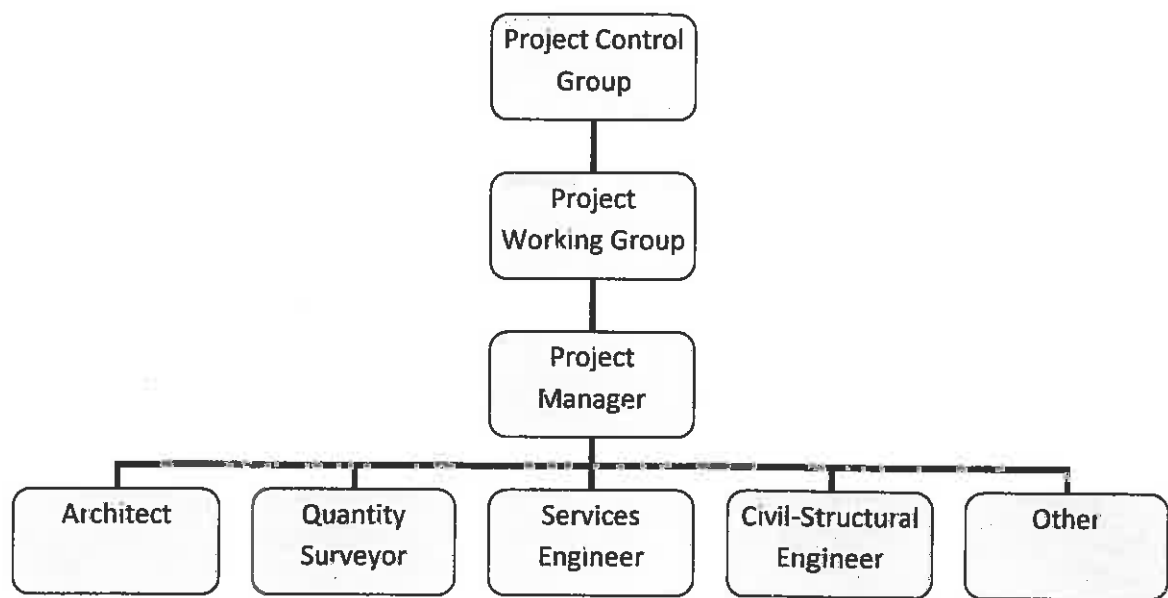 Project Control
Group
Project
Working Group
Project
Manager
Architect
Quantity
Surveyor
Services
Engineer
Civil-Structural
Engineer
Other